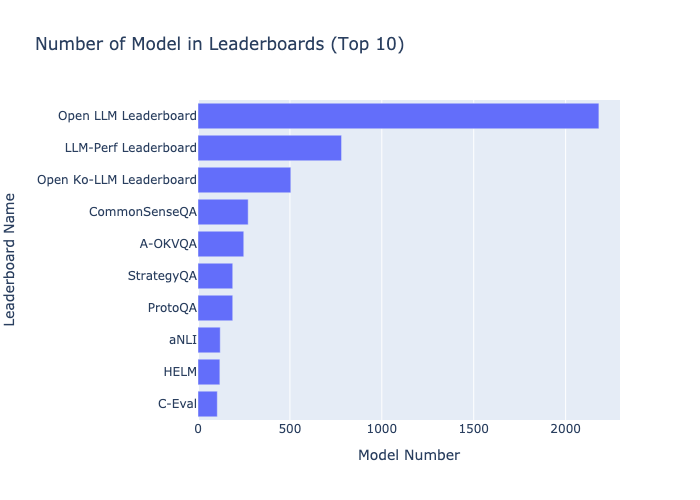 Number of Model in Leaderboards (Top 10)
Open LLM Leaderboard
LLM-Perf Leaderboard
Open Ko-LLM Leaderboard
CommonSenseQA
A-OKVQA
StrategyQA
ProtoQA
aNLI
HELM
C-Eval
Leaderboard Name
0 500 1000 1500 2000
Model Number